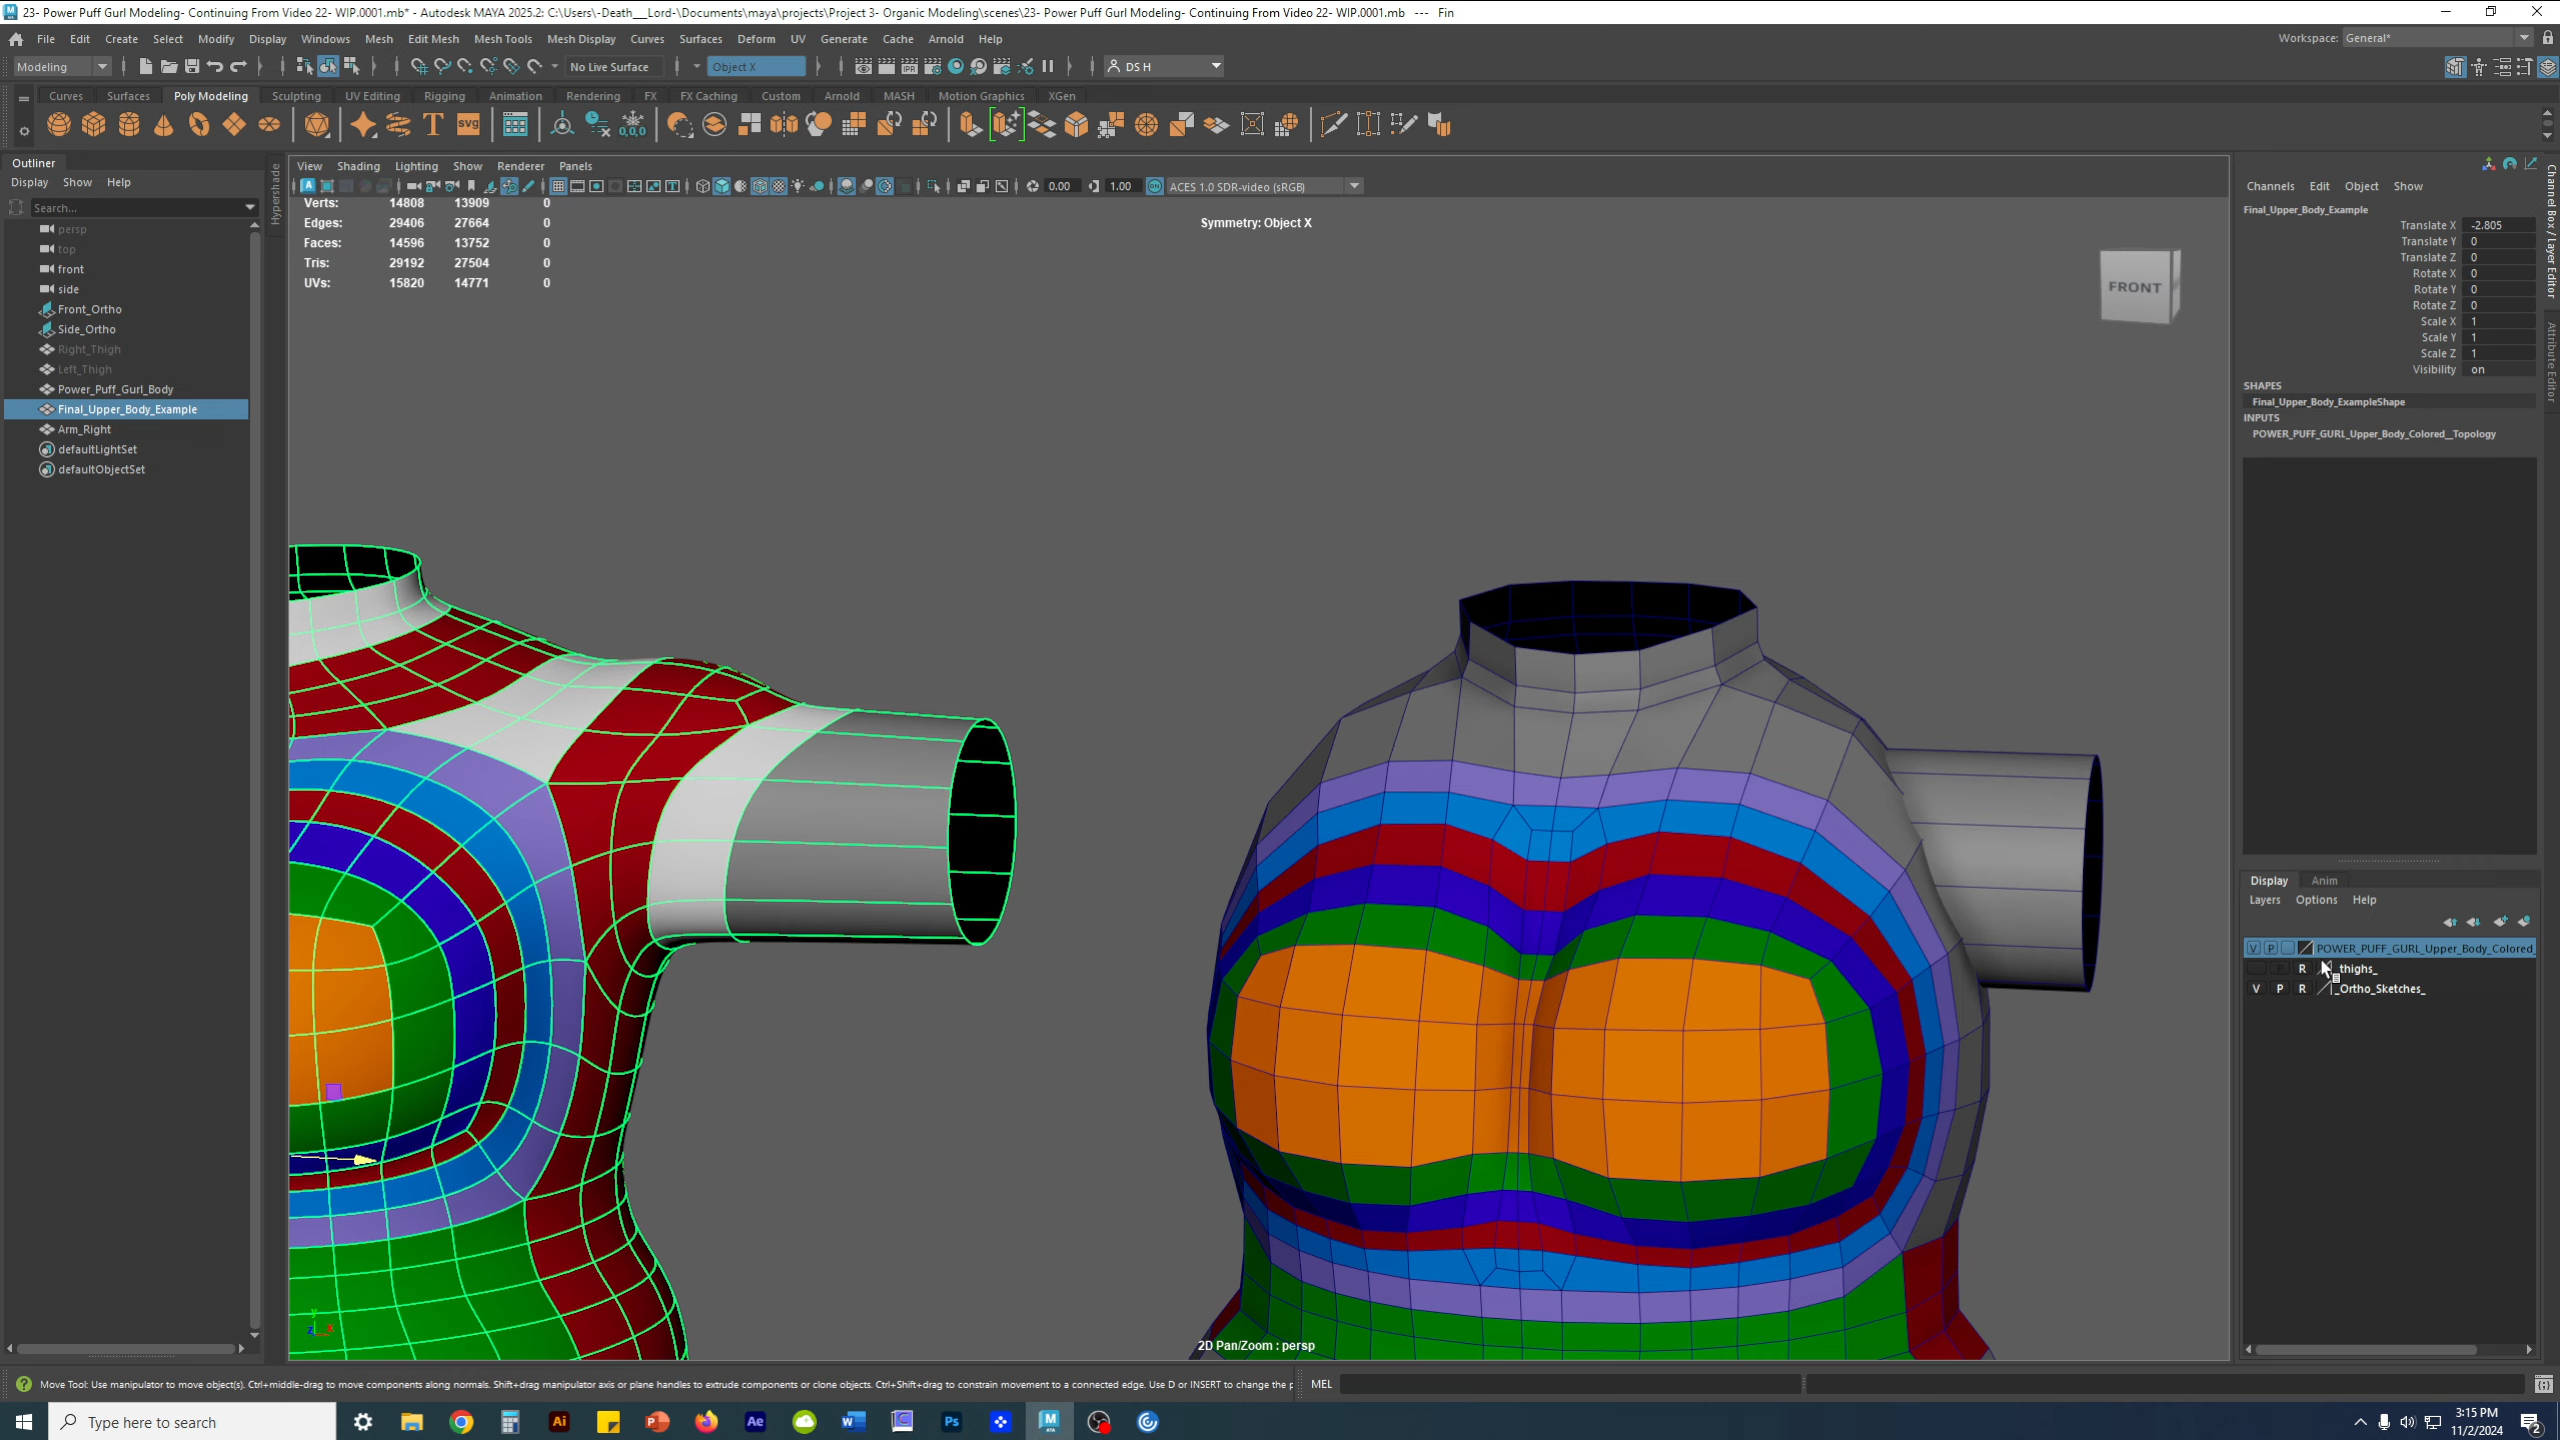 23- Power Puff Gurl Modeling- Continuing From Video 22- WIP.0001.mb* - Autodesk MAYA 2025.2: C:\Users\-Death__Lord-\Documents\maya\projects\Project 3- Organic Modeling\scenes\23- Power Puff Gurl Modeling- Continuing From Video 22- WIP.0001.mb --- Fin
File Edit Create Select Modify Display Windows Mesh Edit Mesh Mesh Tools Mesh Display Curves Surfaces Deform UV Generate Cache Arnold Help
Workspace: General*
Modeling
No Live Surface
Object X
DS H
Curves Surfaces Poly Modeling Sculpting UV Editing Rigging Animation Rendering FX FX Caching Custom Arnold MASH Motion Graphics XGen
Outliner
Display Show Help
Search...
persp
top
front
side
Front_Ortho
Side_Ortho
Right_Thigh
Left_Thigh
Power_Puff_Gurl_Body
Final_Upper_Body_Example
Arm_Right
defaultLightSet
defaultObjectSet
Hypershade
View Shading Lighting Show Renderer Panels
0.00 1.00 ACES 1.0 SDR-video (sRGB)
Verts: 14808 13909 0
Edges: 29406 27664 0
Faces: 14596 13752 0
Tris: 29192 27504 0
UVs: 15820 14771 0
Symmetry: Object X
FRONT
2D Pan/Zoom : persp
Channels Edit Object Show
Final_Upper_Body_Example
Translate X -2.805
Translate Y 0
Translate Z 0
Rotate X 0
Rotate Y 0
Rotate Z 0
Scale X 1
Scale Y 1
Scale Z 1
Visibility on
SHAPES
Final_Upper_Body_ExampleShape
INPUTS
POWER_PUFF_GURL_Upper_Body_Colored__Topology
Channel Box / Layer Editor
Attribute Editor
Display Anim
Layers Options Help
V P POWER_PUFF_GURL_Upper_Body_Colored_
R thighs_
V P R _Ortho_Sketches_
Move Tool: Use manipulator to move object(s). Ctrl+middle-drag to move components along normals. Shift+drag manipulator axis or plane handles to extrude components or clone objects. Ctrl+Shift+drag to constrain movement to a connected edge. Use D or INSERT to change the p
MEL
Type here to search
3:15 PM
11/2/2024
2